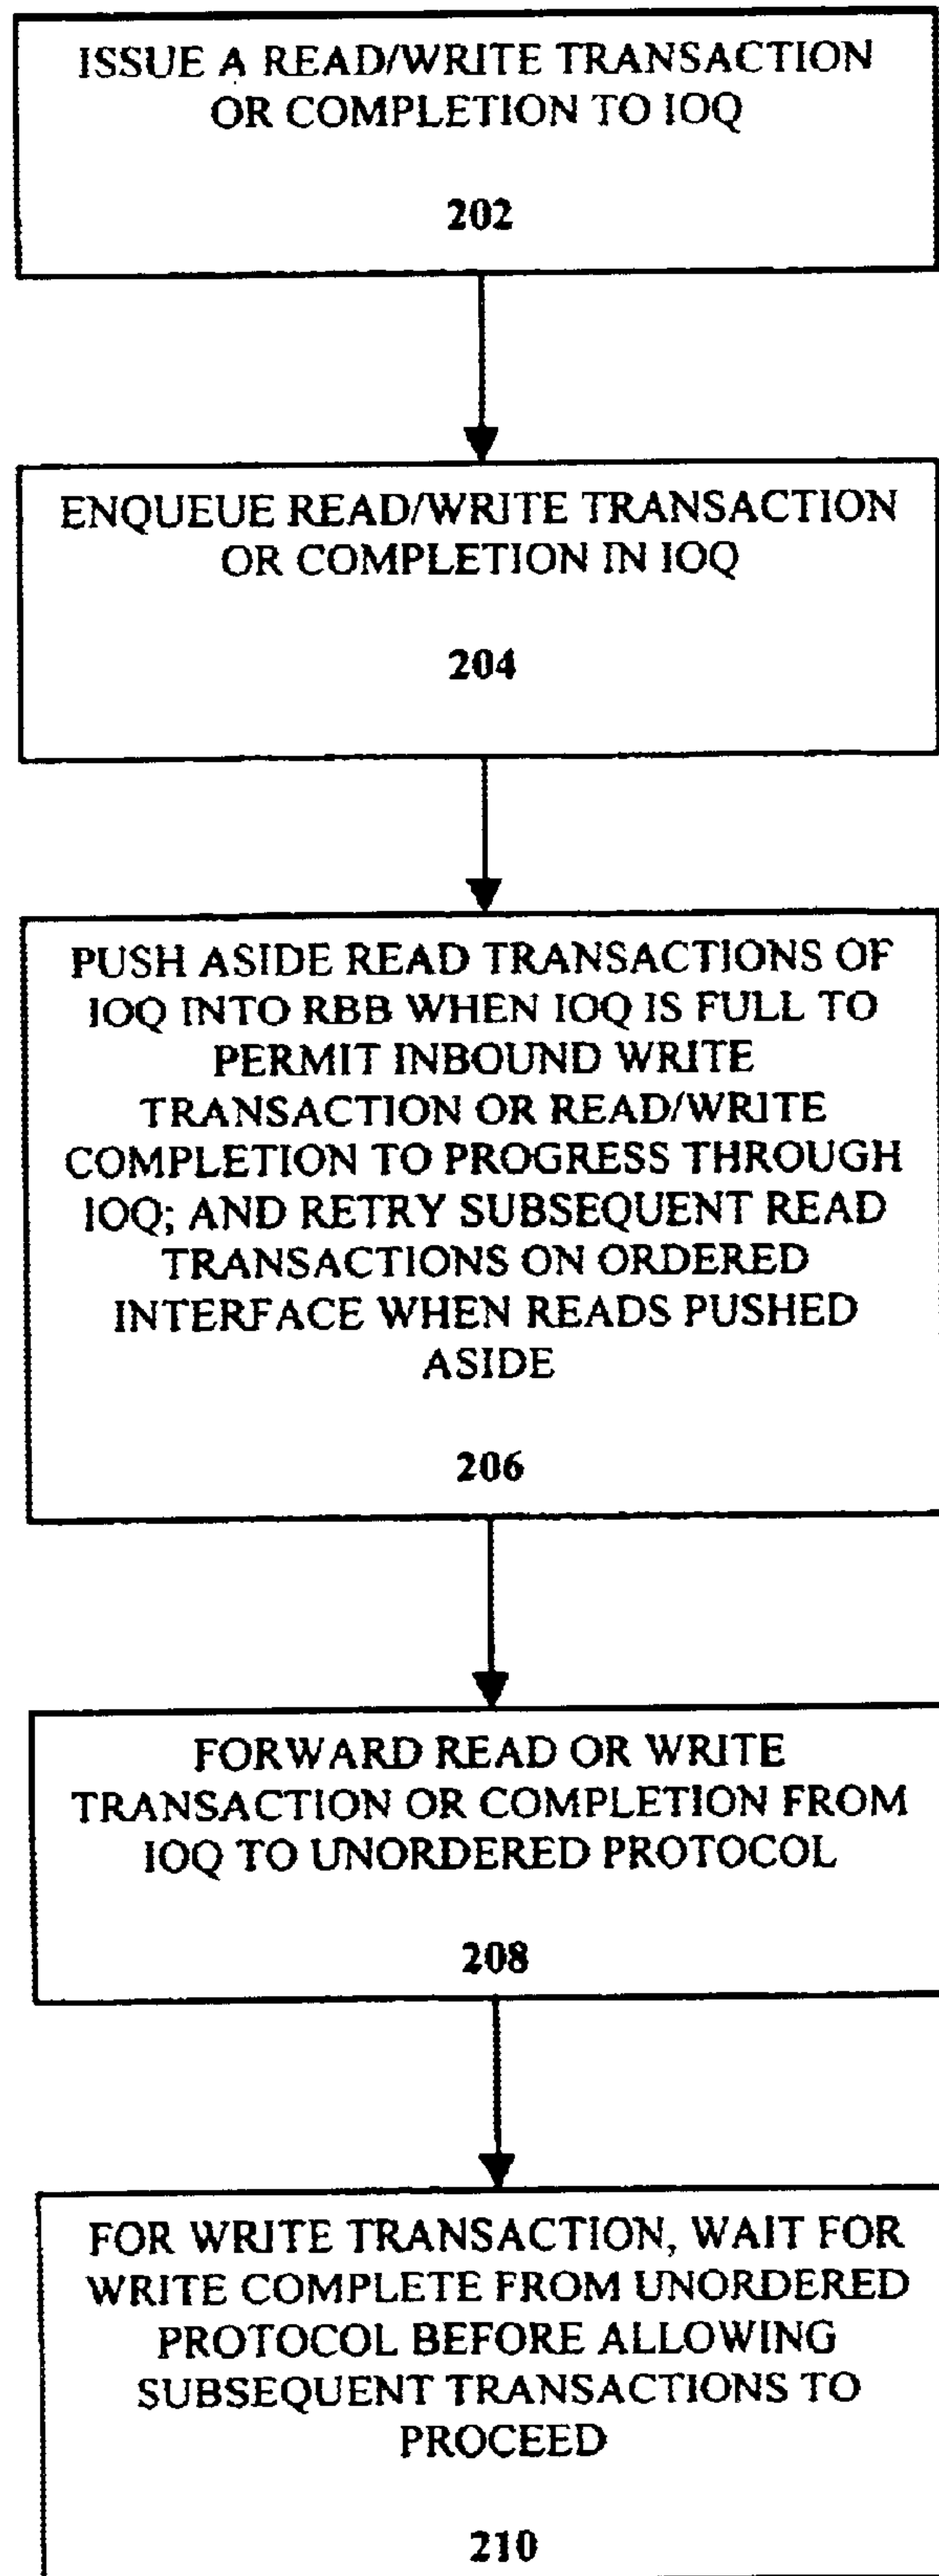 ISSUE A READ/WRITE TRANSACTION
OR COMPLETION TO IOQ
202
ENQUEUE READ/WRITE TRANSACTION
OR COMPLETION IN IOQ
204
PUSH ASIDE READ TRANSACTIONS OF
IOQ INTO RBB WHEN IOQ IS FULL TO
PERMIT INBOUND WRITE
TRANSACTION OR READ/WRITE
COMPLETION TO PROGRESS THROUGH
IOQ; AND RETRY SUBSEQUENT READ
TRANSACTIONS ON ORDERED
INTERFACE WHEN READS PUSHED
ASIDE
206
FORWARD READ OR WRITE
TRANSACTION OR COMPLETION FROM
IOQ TO UNORDERED PROTOCOL
208
FOR WRITE TRANSACTION, WAIT FOR
WRITE COMPLETE FROM UNORDERED
PROTOCOL BEFORE ALLOWING
SUBSEQUENT TRANSACTIONS TO
PROCEED
210